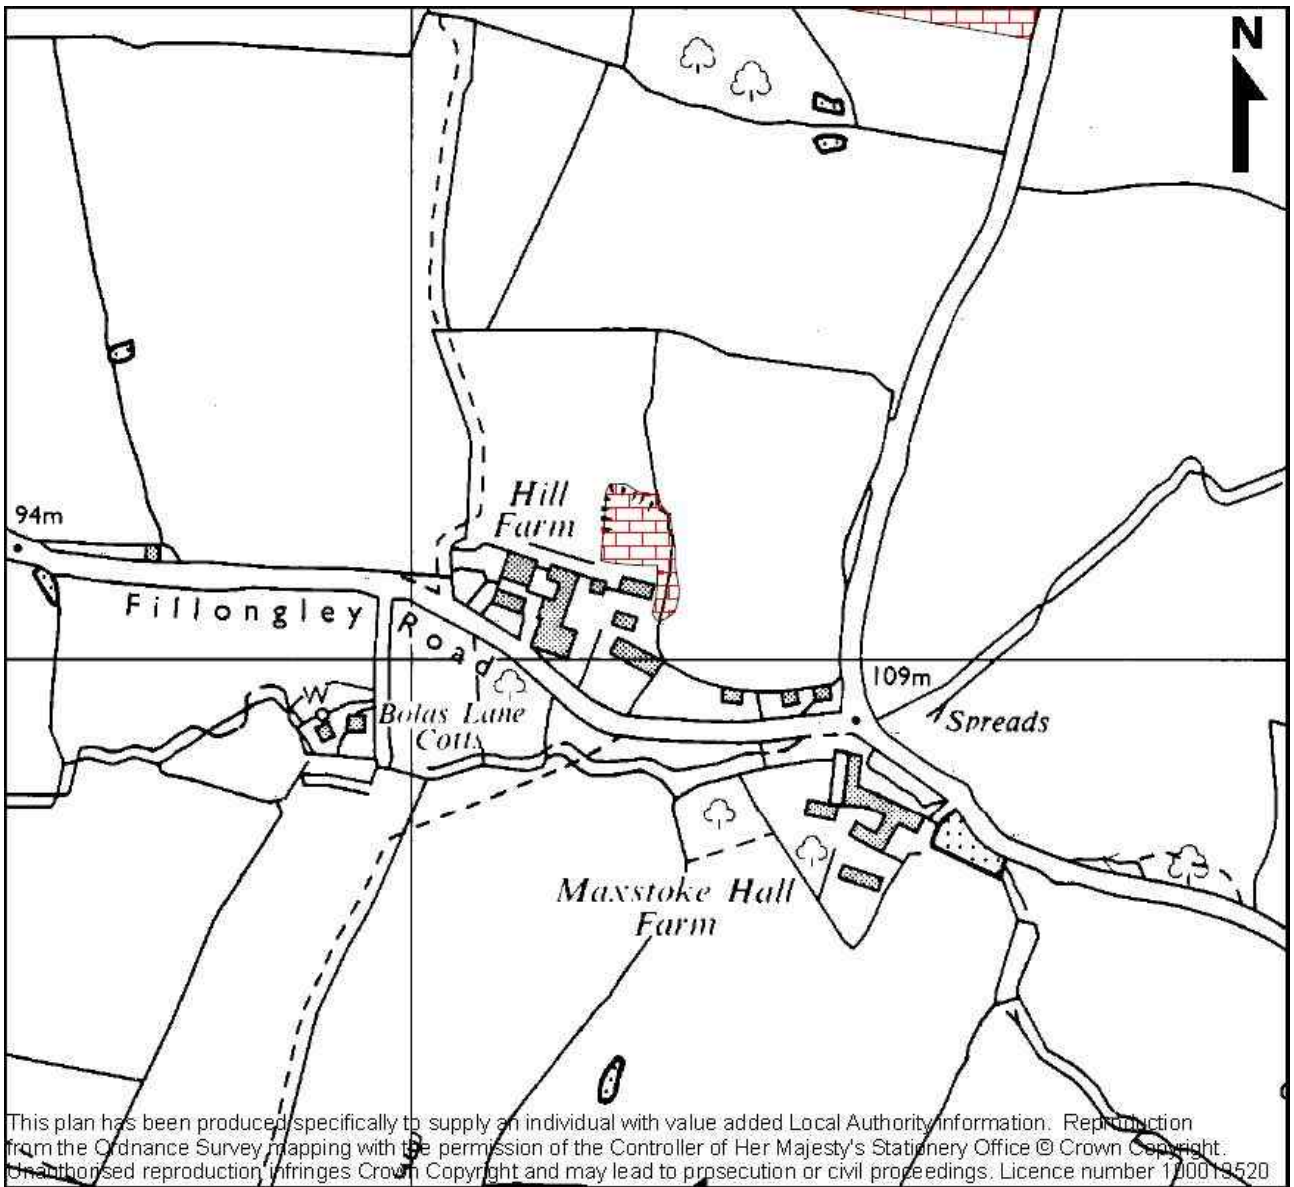 N
Hill
Farm
94m
Fillongley Road
109m
W
Bolas Lane
Cotts
Spreads
Maxstoke Hall
Farm
This plan has been produced specifically to supply an individual with value added Local Authority information. Reproduction
from the Ordnance Survey mapping with the permission of the Controller of Her Majesty's Stationery Office © Crown Copyright.
Unauthorised reproduction infringes Crown Copyright and may lead to prosecution or civil proceedings. Licence number 100019520